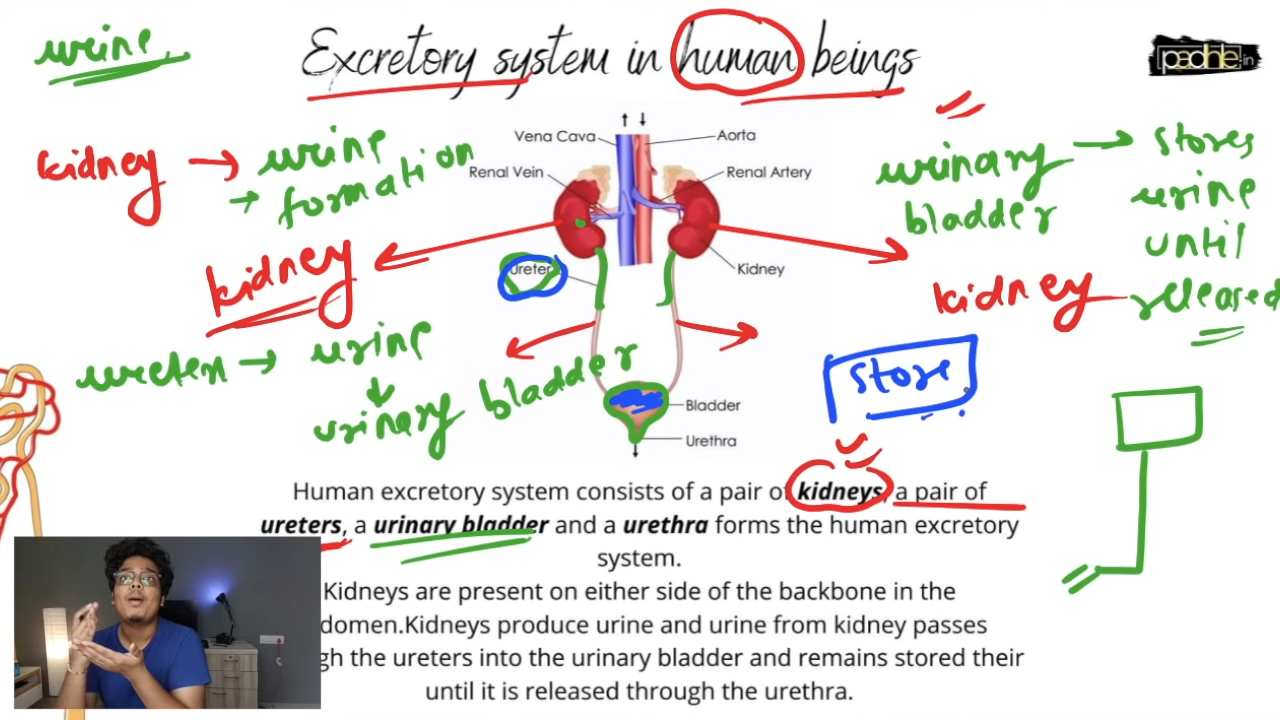 urine
Excretory system in human beings
padhle.in
kidney → urine
→ formation
kidney
ureter → urine
urinary bladder
Vena Cava
Aorta
Renal Vein
Renal Artery
Ureter
Kidney
Bladder
Urethra
urinary → stores
bladder urine
until
kidney released
store
Human excretory system consists of a pair of kidneys, a pair of
ureters, a urinary bladder and a urethra forms the human excretory
system.
Kidneys are present on either side of the backbone in the
domen.Kidneys produce urine and urine from kidney passes
gh the ureters into the urinary bladder and remains stored their
until it is released through the urethra.